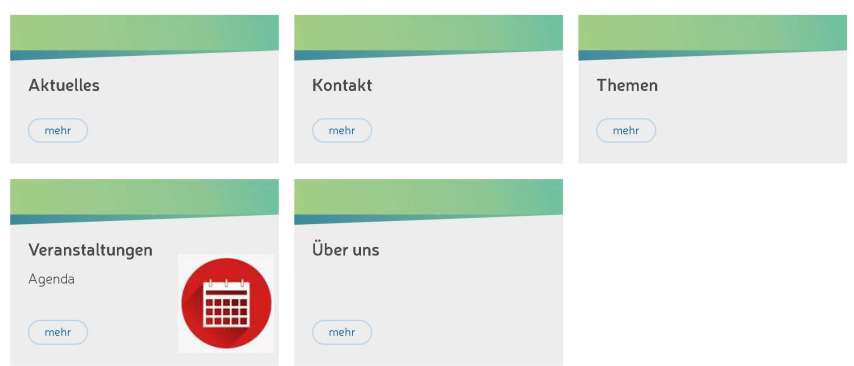 Aktuelles
mehr
Kontakt
mehr
Themen
mehr
Veranstaltungen
Agenda
mehr
Über uns
mehr